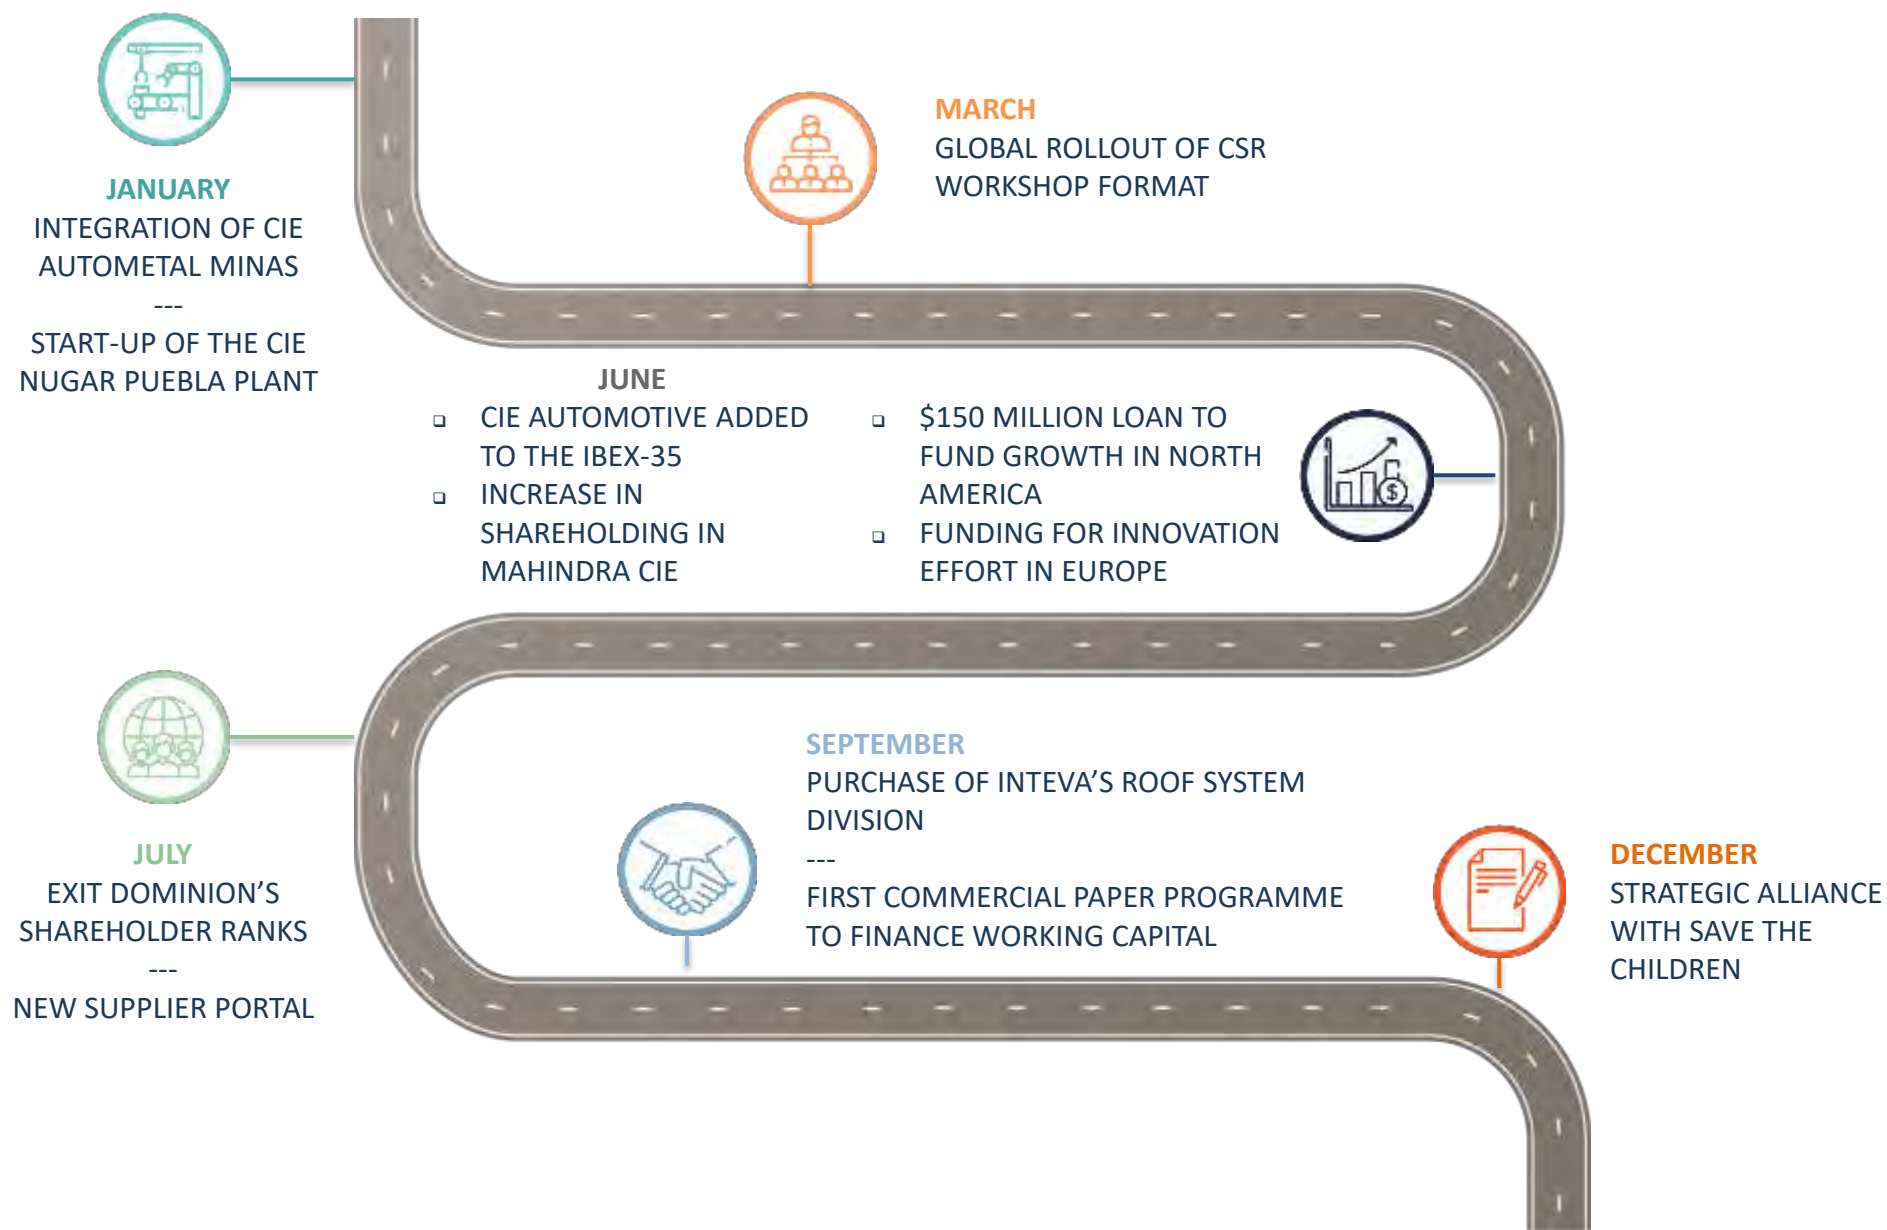 JANUARY
INTEGRATION OF CIE
AUTOMETAL MINAS
---
START-UP OF THE CIE
NUGAR PUEBLA PLANT
MARCH
GLOBAL ROLLOUT OF CSR
WORKSHOP FORMAT
JUNE
CIE AUTOMOTIVE ADDED
TO THE IBEX-35
INCREASE IN
SHAREHOLDING IN
MAHINDRA CIE
$150 MILLION LOAN TO
FUND GROWTH IN NORTH
AMERICA
FUNDING FOR INNOVATION
EFFORT IN EUROPE
$
JULY
EXIT DOMINION’S
SHAREHOLDER RANKS
---
NEW SUPPLIER PORTAL
SEPTEMBER
PURCHASE OF INTEVA’S ROOF SYSTEM
DIVISION
---
FIRST COMMERCIAL PAPER PROGRAMME
TO FINANCE WORKING CAPITAL
DECEMBER
STRATEGIC ALLIANCE
WITH SAVE THE
CHILDREN